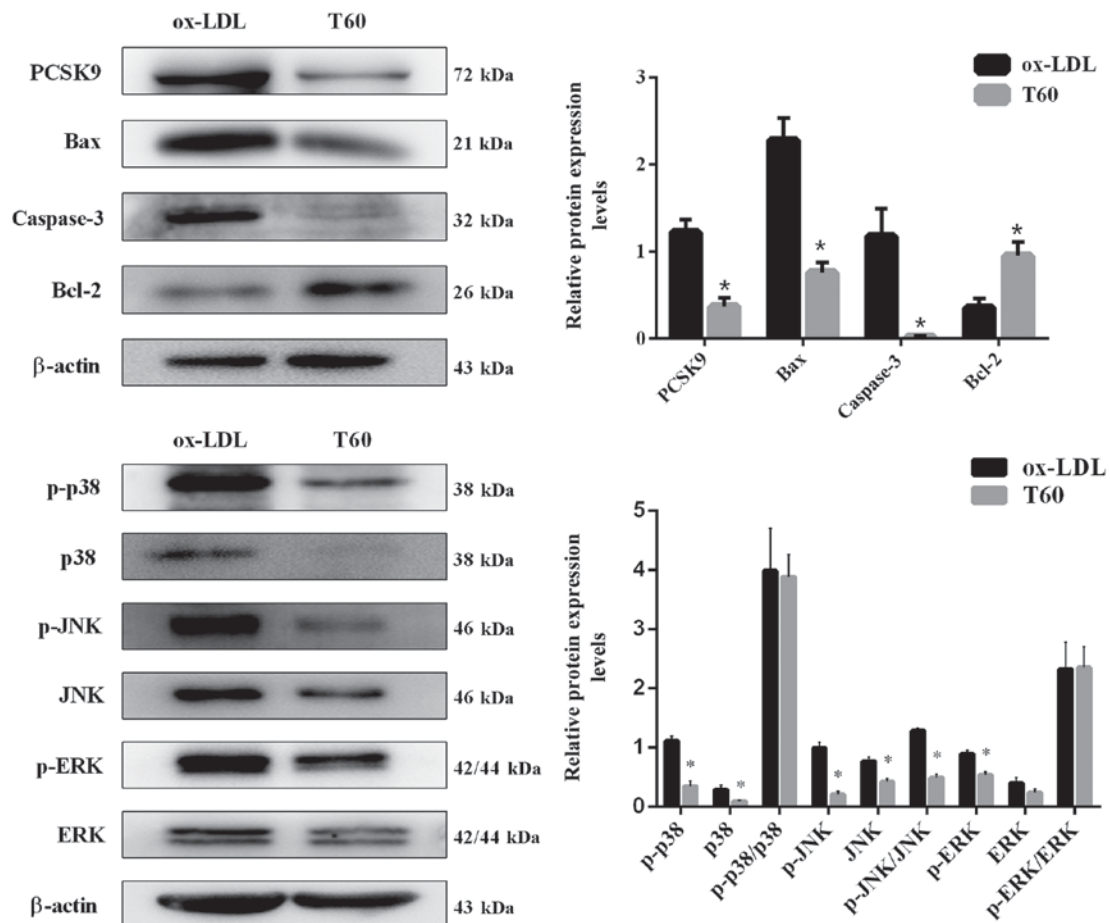 ox-LDL T60
PCSK9 72 kDa
Bax 21 kDa
Caspase-3 32 kDa
Bcl-2 26 kDa
β-actin 43 kDa
ox-LDL
T60
Relative protein expression
levels
3
2
1
0
* * * *
PCSK9 Bax Caspase-3 Bcl-2
ox-LDL T60
p-p38 38 kDa
p38 38 kDa
p-JNK 46 kDa
JNK 46 kDa
p-ERK 42/44 kDa
ERK 42/44 kDa
β-actin 43 kDa
ox-LDL
T60
Relative protein expression
levels
5
4
3
2
1
0
* * * * * *
p-p38 p38 p-p38/p38 p-JNK JNK p-JNK/JNK p-ERK ERK p-ERK/ERK